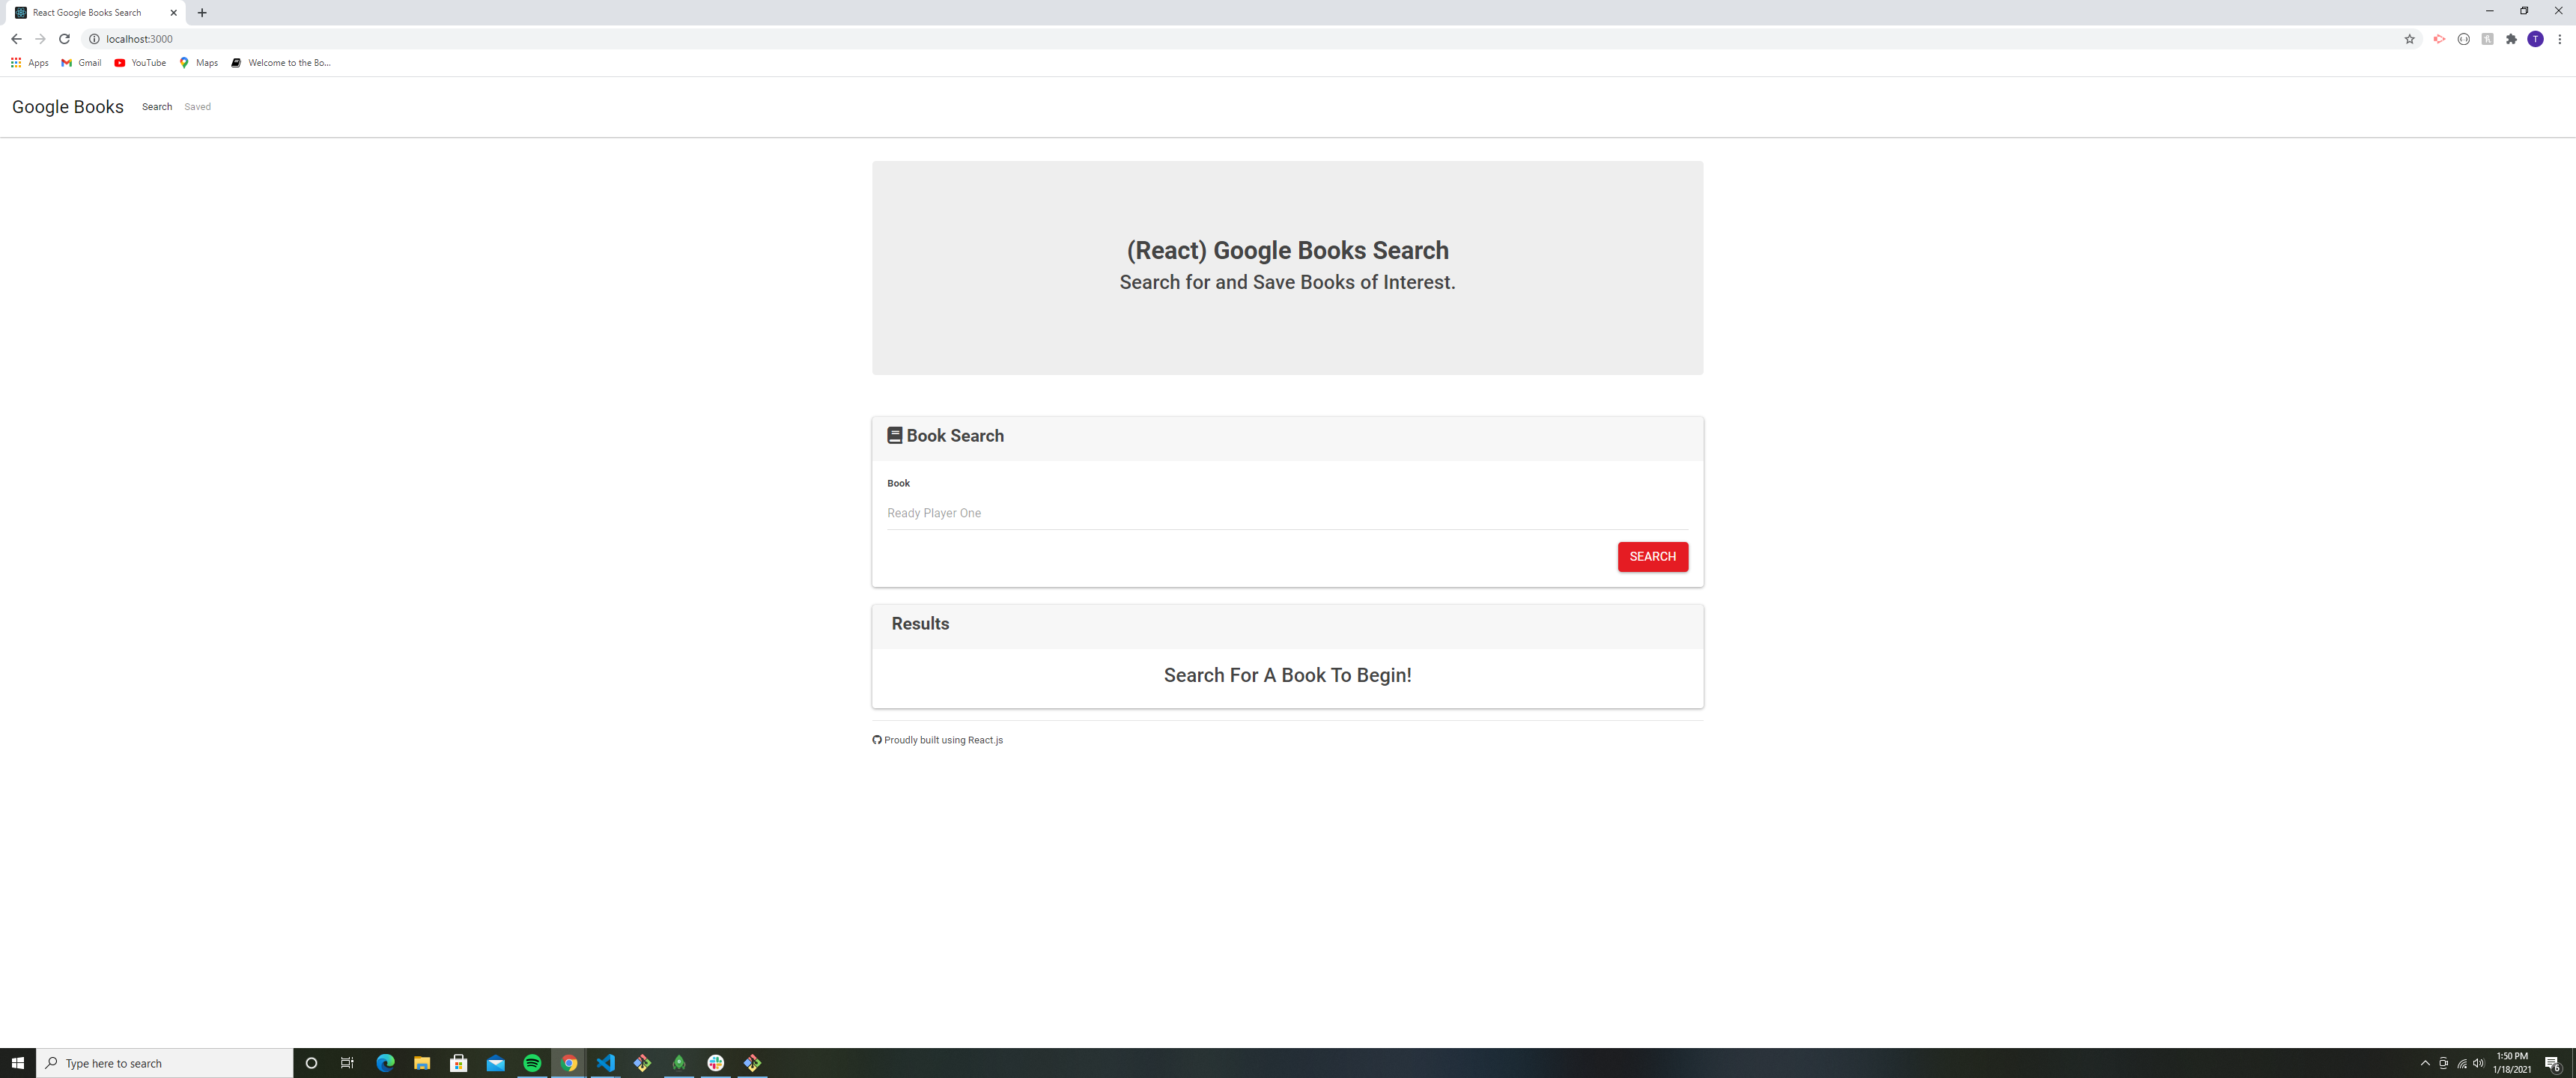 React Google Books Search
localhost:3000
Apps Gmail YouTube Maps Welcome to the Bo...
Google Books Search Saved
(React) Google Books Search
Search for and Save Books of Interest.
Book Search
Book
Ready Player One
SEARCH
Results
Search For A Book To Begin!
Proudly built using React.js
Type here to search
1:50 PM
1/18/2021
T
6